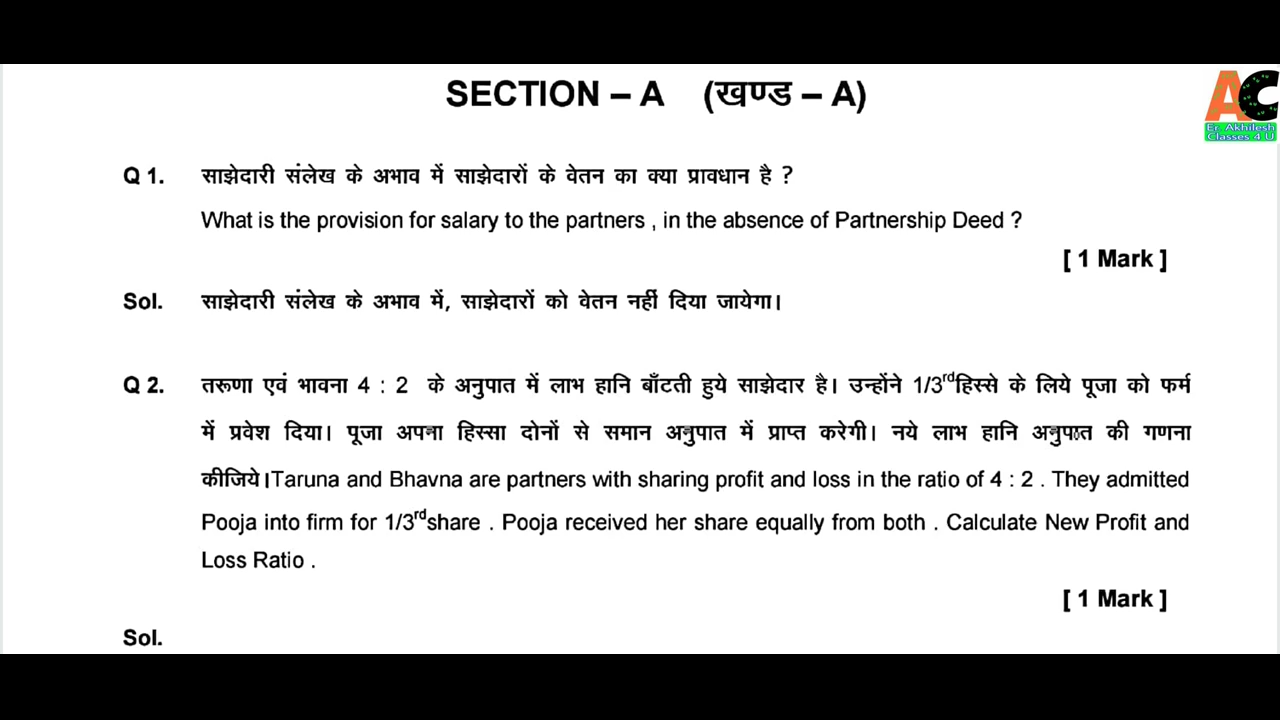 SECTION – A (खण्ड – A)
AC
Er. Akhilesh
Classes 4 U
Q 1. साझेदारी संलेख के अभाव में साझेदारों के वेतन का क्या प्रावधान है ?
What is the provision for salary to the partners , in the absence of Partnership Deed ?
[ 1 Mark ]
Sol. साझेदारी संलेख के अभाव में, साझेदारों को वेतन नहीं दिया जायेगा।
Q 2. तरूणा एवं भावना 4 : 2 के अनुपात में लाभ हानि बाँटती हुये साझेदार है। उन्होंने 1/3rdहिस्से के लिये पूजा को फर्म
में प्रवेश दिया। पूजा अपना हिस्सा दोनों से समान अनुपात में प्राप्त करेगी। नये लाभ हानि अनुपात की गणना
कीजिये।Taruna and Bhavna are partners with sharing profit and loss in the ratio of 4 : 2 . They admitted
Pooja into firm for 1/3rdshare . Pooja received her share equally from both . Calculate New Profit and
Loss Ratio .
[ 1 Mark ]
Sol.